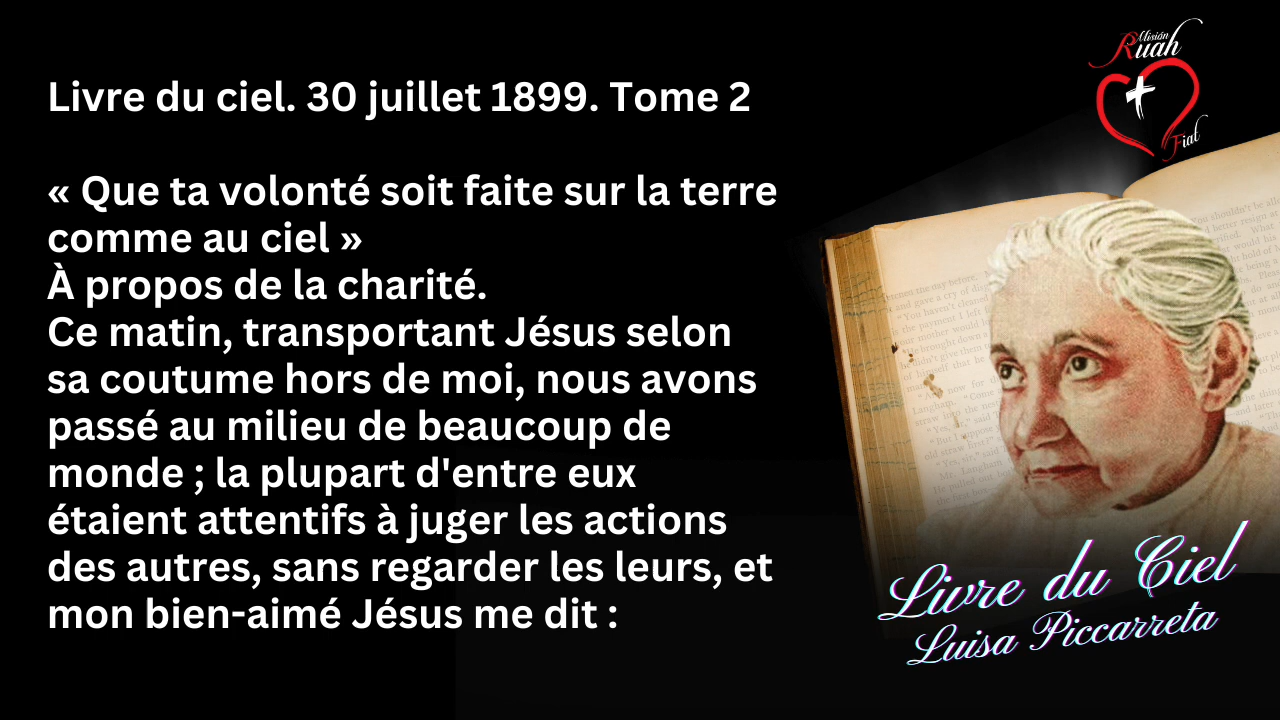 Livre du ciel. 30 juillet 1899. Tome 2
« Que ta volonté soit faite sur la terre
comme au ciel »
À propos de la charité.
Ce matin, transportant Jésus selon
sa coutume hors de moi, nous avons
passé au milieu de beaucoup de
monde ; la plupart d'entre eux
étaient attentifs à juger les actions
des autres, sans regarder les leurs, et
mon bien-aimé Jésus me dit :
Misión
Ruah
Fiat
Livre du Ciel
Luisa Piccarreta